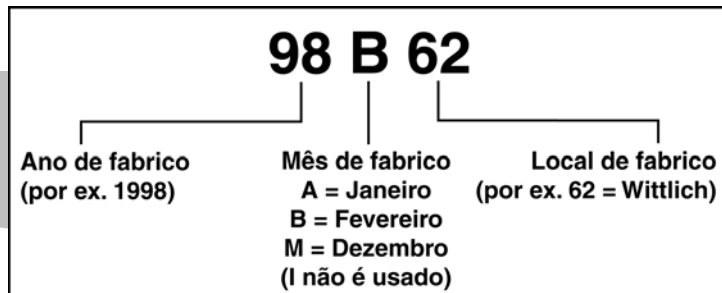 98 B 62
Ano de fabrico
(por ex. 1998)
Mês de fabrico
A = Janeiro
B = Fevereiro
M = Dezembro
(I não é usado)
Local de fabrico
(por ex. 62 = Wittlich)